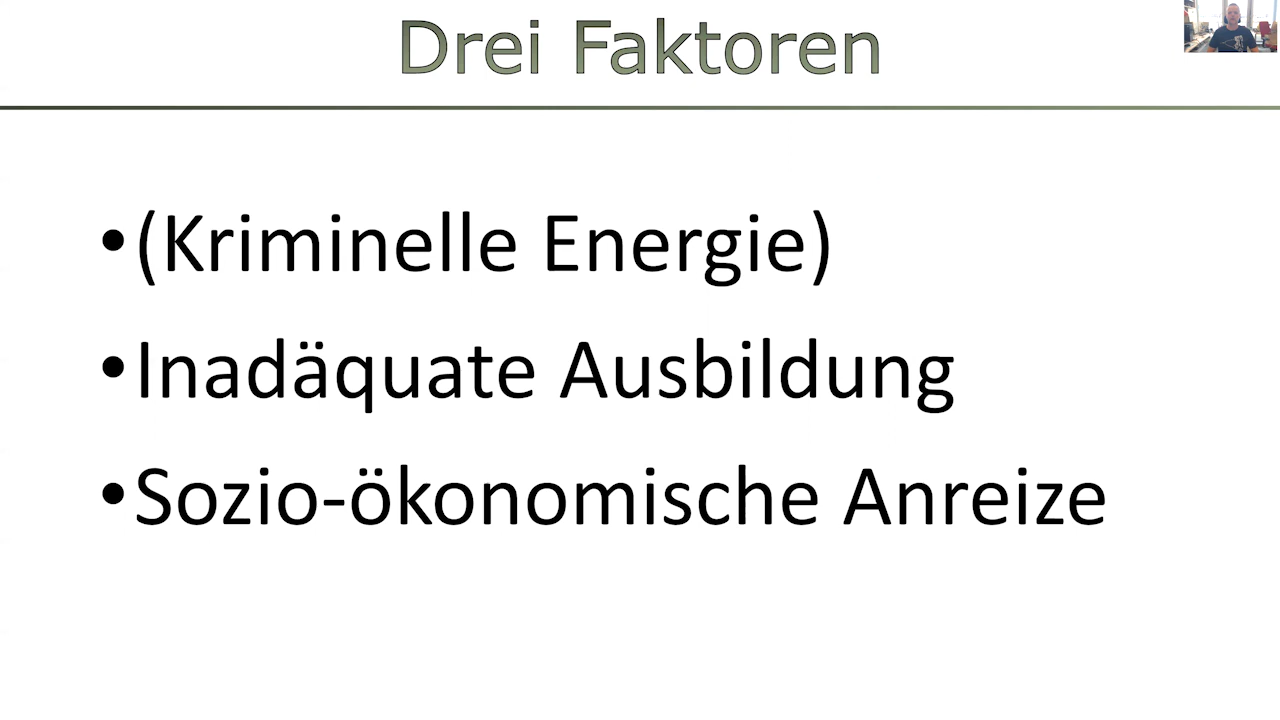 Drei Faktoren
•(Kriminelle Energie)
•Inadäquate Ausbildung
•Sozio-ökonomische Anreize